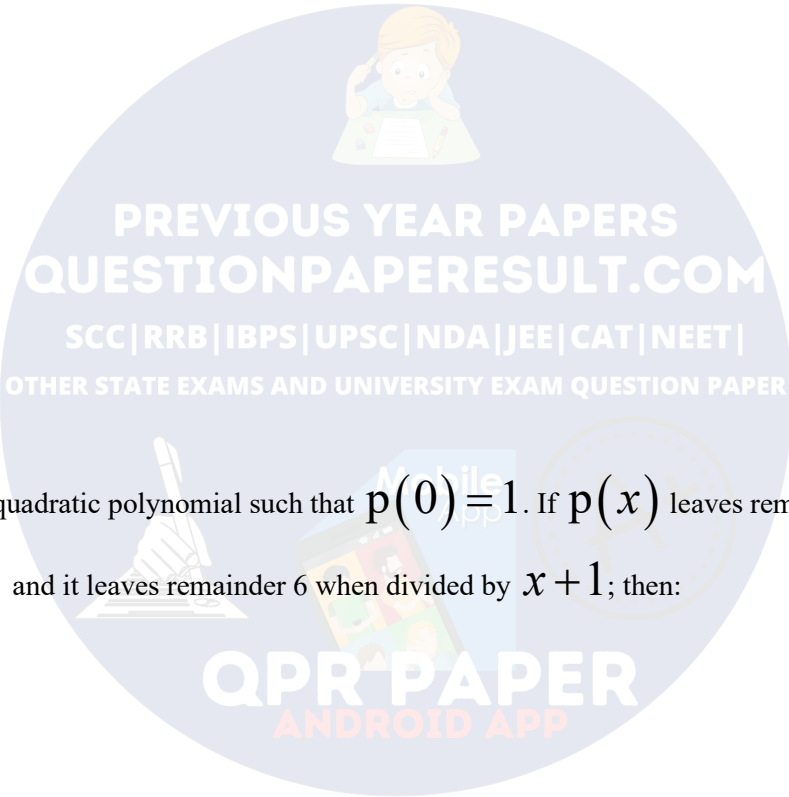 PREVIOUS YEAR PAPERS
QUESTIONPAPERESULT.COM
SCC|RRB|IBPS|UPSC|NDA|JEE|CAT|NEET|
OTHER STATE EXAMS AND UNIVERSITY EXAM QUESTION PAPER
Mobile
App
quadratic polynomial such that p(0)=1. If p(x) leaves rem
and it leaves remainder 6 when divided by x+1; then:
QPR PAPER
ANDROID APP